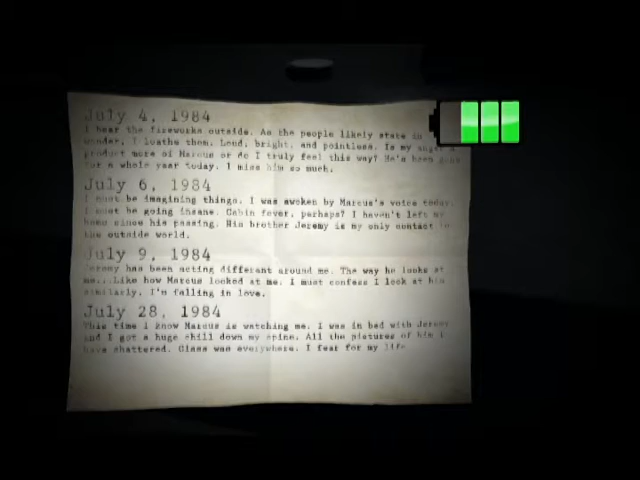 July 4, 1984
I hear the fireworks outside. As the people likely stare in
wonder, I loathe them. Loud, bright, and pointless. Is my anger a
product more of Marcus or do I truly feel this way? He's been gone
for a whole year today. I miss him so much.
July 6, 1984
I must be imagining things. I was awoken by Marcus's voice today.
I must be going insane. Cabin fever, perhaps? I haven't left my
home since his passing. His brother Jeremy is my only contact to
the outside world.
July 9, 1984
Jeremy has been acting different around me. The way he looks at
me...Like how Marcus looked at me. I must confess I look at him
similarly. I'm falling in love.
July 28, 1984
This time I know Marcus is watching me. I was in bed with Jeremy
and I got a huge chill down my spine. All the pictures of him I
have shattered. Glass was everywhere. I fear for my life.